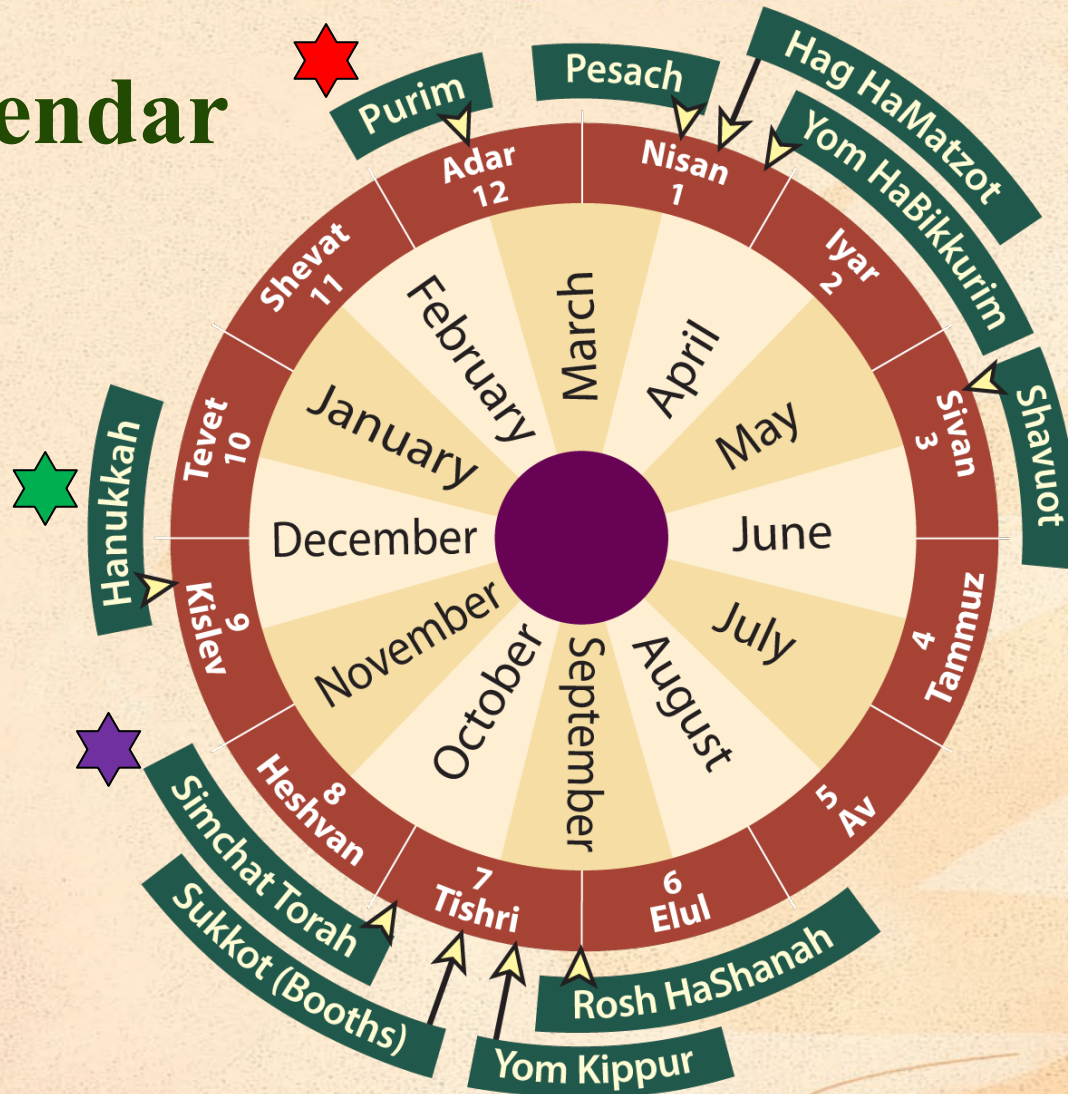 endar
Purim
Pesach
Hag HaMatzot
Yom HaBikkurim
Shavuot
Rosh HaShanah
Yom Kippur
Sukkot (Booths)
Simchat Torah
Hanukkah
Nisan
1
Iyar
2
Sivan
3
4
Tammuz
5
Av
6
Elul
7
Tishri
8
Heshvan
9
Kislev
Tevet
10
Shevat
11
Adar
12
March
April
May
June
July
August
September
October
November
December
January
February